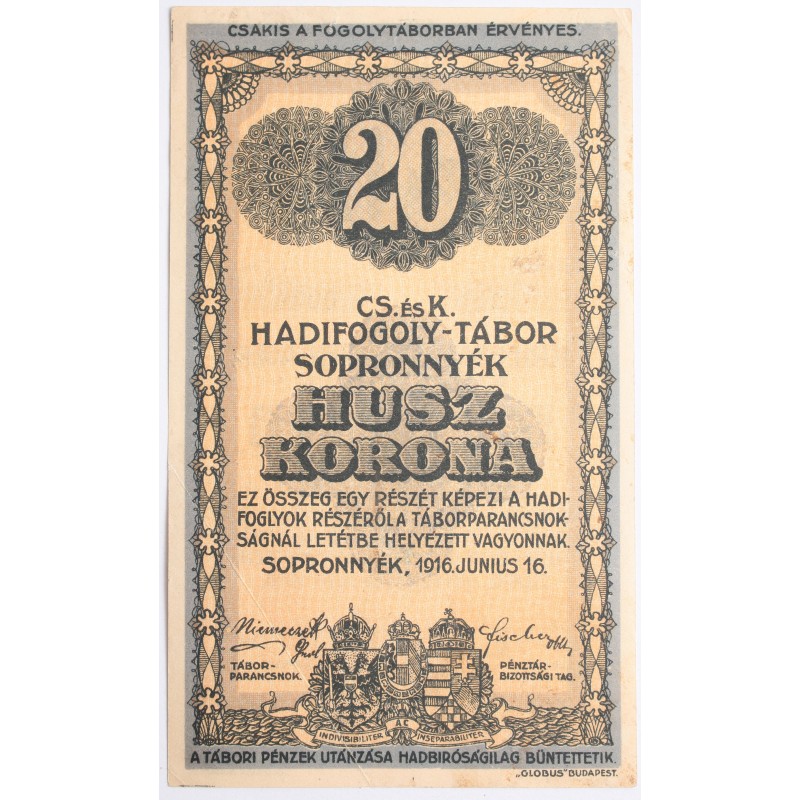 CSAKIS A FOGOLYTÁBORBAN ÉRVÉNYES.
20
CS. ÉS K.
HADIFOGOLY-TÁBOR
SOPRONNYÉK
HUSZ
KORONA
EZ ÖSSZEG EGY RÉSZÉT KÉPEZI A HADI-
FOGLYOK RÉSZÉRŐL A TÁBORPARANCSNOK-
SÁGNÁL LETÉTBE HELYEZETT VAGYONNAK.
SOPRONNYÉK, 1916. JUNIUS 16.
TÁBOR-
PARANCSNOK.
PÉNZTÁR-
BIZOTTSÁGI TAG.
INDIVISIBILITER AC INSEPARABILITER
A TÁBORI PÉNZEK UTÁNZÁSA HADBIRÓSÁGILAG BÜNTETTETIK.
„GLOBUS" BUDAPEST.